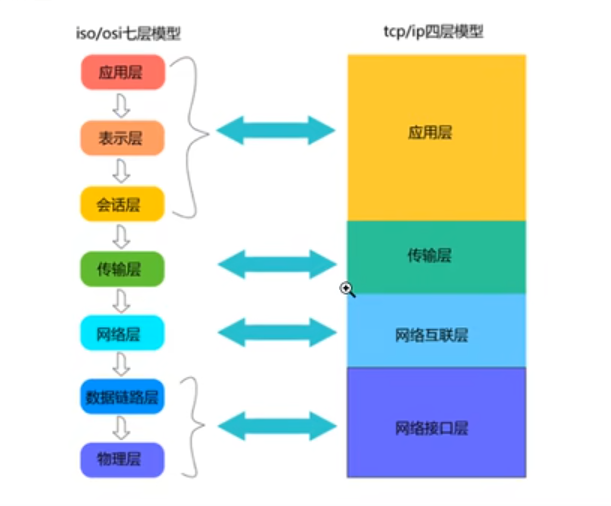 iso/osi七层模型
应用层
表示层
会话层
传输层
网络层
数据链路层
物理层
tcp/ip四层模型
应用层
传输层
网络互联层
网络接口层